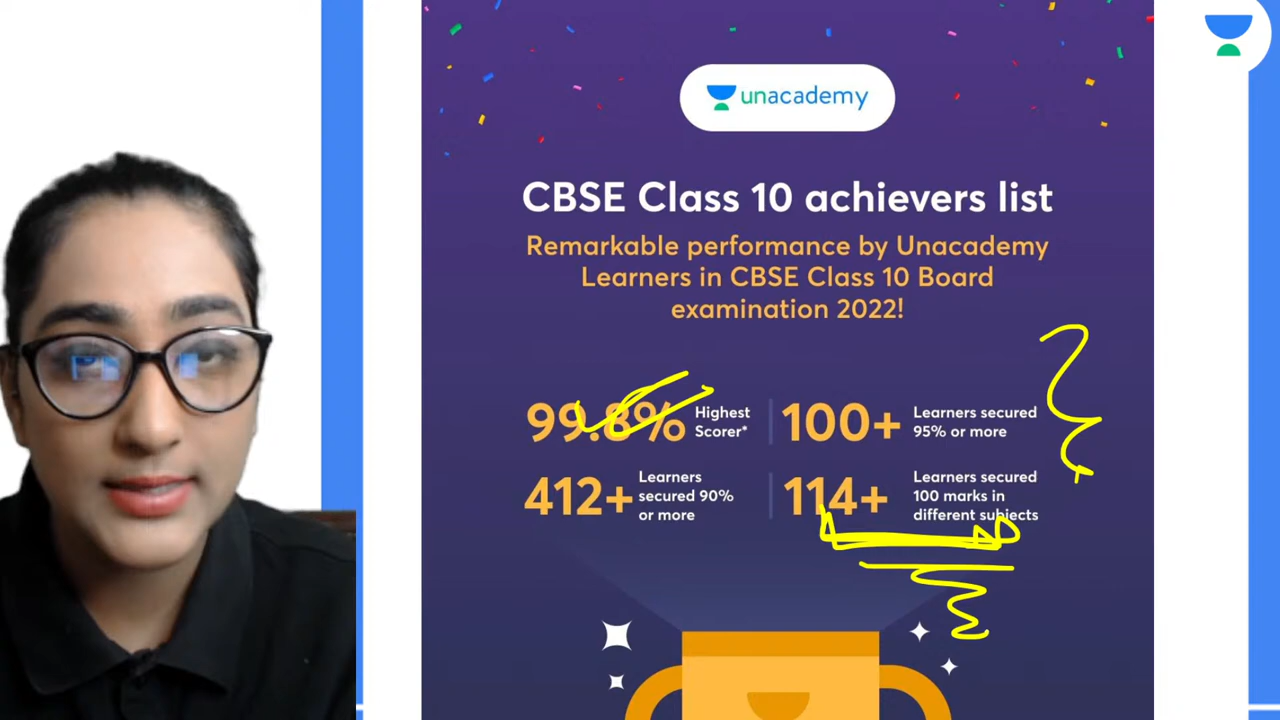 unacademy
CBSE Class 10 achievers list
Remarkable performance by Unacademy
Learners in CBSE Class 10 Board
examination 2022!
99.8%
Highest
Scorer*
100+
Learners secured
95% or more
412+
Learners
secured 90%
or more
114+
Learners secured
100 marks in
different subjects